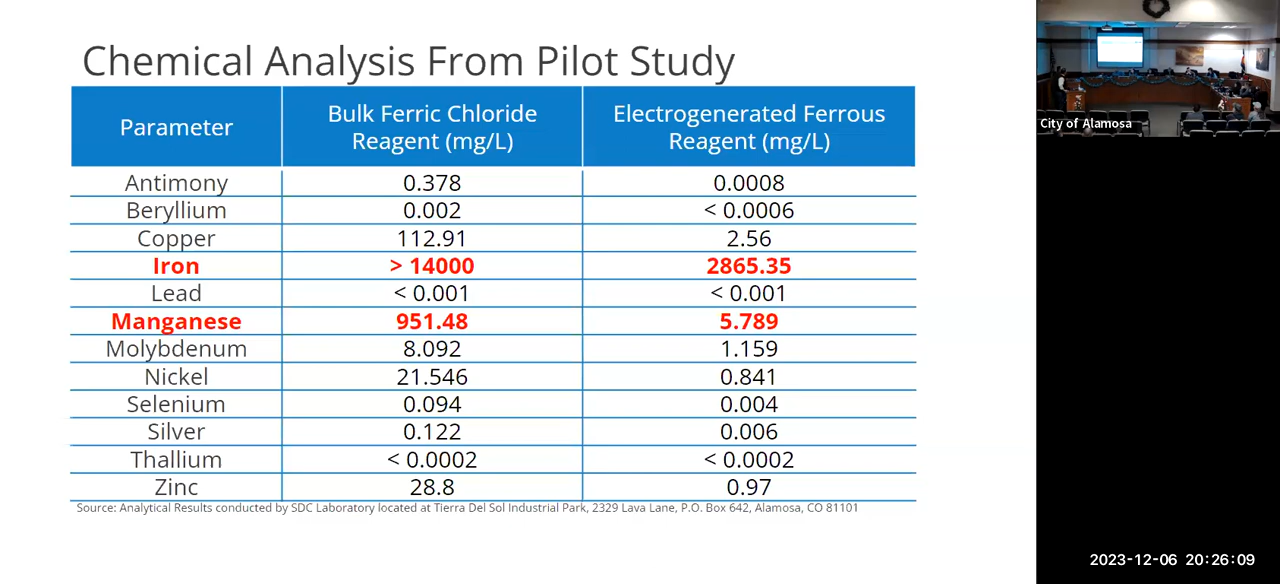 Chemical Analysis From Pilot Study
Parameter
Bulk Ferric Chloride Reagent (mg/L)
Electrogenerated Ferrous Reagent (mg/L)
Antimony 0.378 0.0008
Beryllium 0.002 < 0.0006
Copper 112.91 2.56
Iron > 14000 2865.35
Lead < 0.001 < 0.001
Manganese 951.48 5.789
Molybdenum 8.092 1.159
Nickel 21.546 0.841
Selenium 0.094 0.004
Silver 0.122 0.006
Thallium < 0.0002 < 0.0002
Zinc 28.8 0.97
Source: Analytical Results conducted by SDC Laboratory located at Tierra Del Sol Industrial Park, 2329 Lava Lane, P.O. Box 642, Alamosa, CO 81101
City of Alamosa
2023-12-06 20:26:09